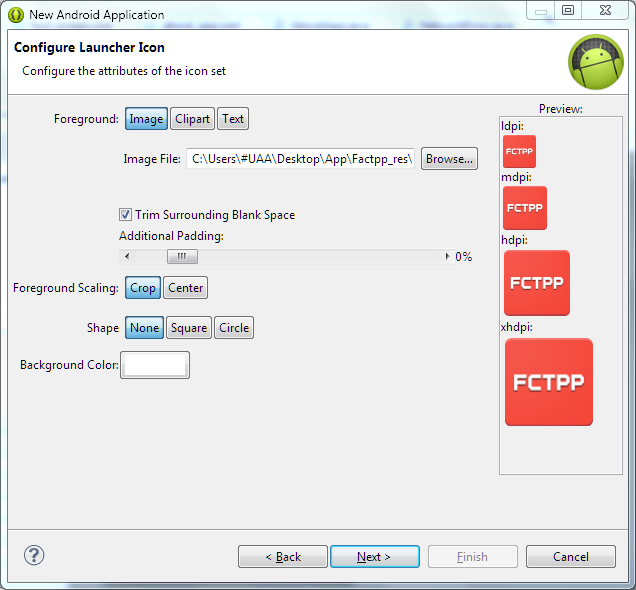 New Android Application
Configure Launcher Icon
Configure the attributes of the icon set
Foreground: Image Clipart Text
Image File: C:\Users\#UAA\Desktop\App\Factpp_res\ Browse...
Trim Surrounding Blank Space
Additional Padding:
0%
Foreground Scaling: Crop Center
Shape None Square Circle
Background Color:
Preview:
ldpi:
FCTPP
mdpi:
FCTPP
hdpi:
FCTPP
xhdpi:
FCTPP
? < Back Next > Finish Cancel